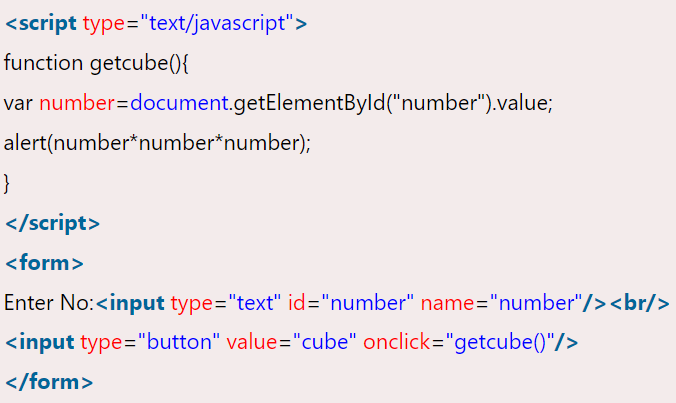 <script type="text/javascript">
function getcube(){
var number=document.getElementById("number").value;
alert(number*number*number);
}
</script>
<form>
Enter No:<input type="text" id="number" name="number"/><br/>
<input type="button" value="cube" onclick="getcube()"/>
</form>